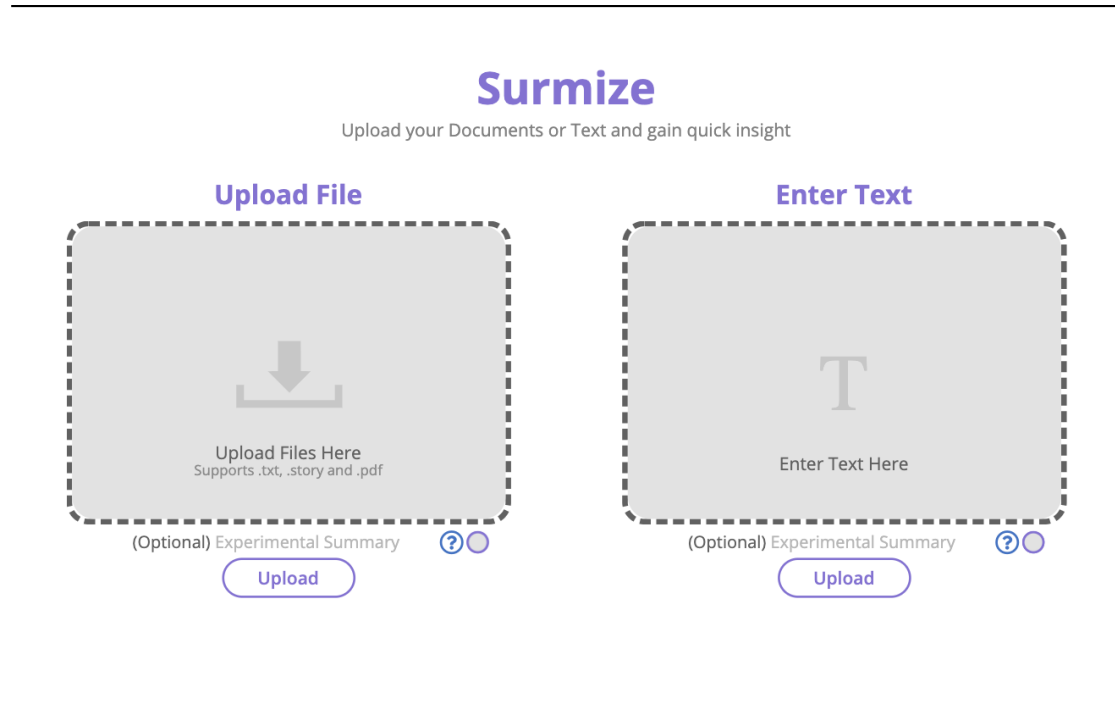 Surmize
Upload your Documents or Text and gain quick insight
Upload File
Upload Files Here
Supports .txt, .story and .pdf
(Optional) Experimental Summary ?
Upload
Enter Text
T
Enter Text Here
(Optional) Experimental Summary ?
Upload